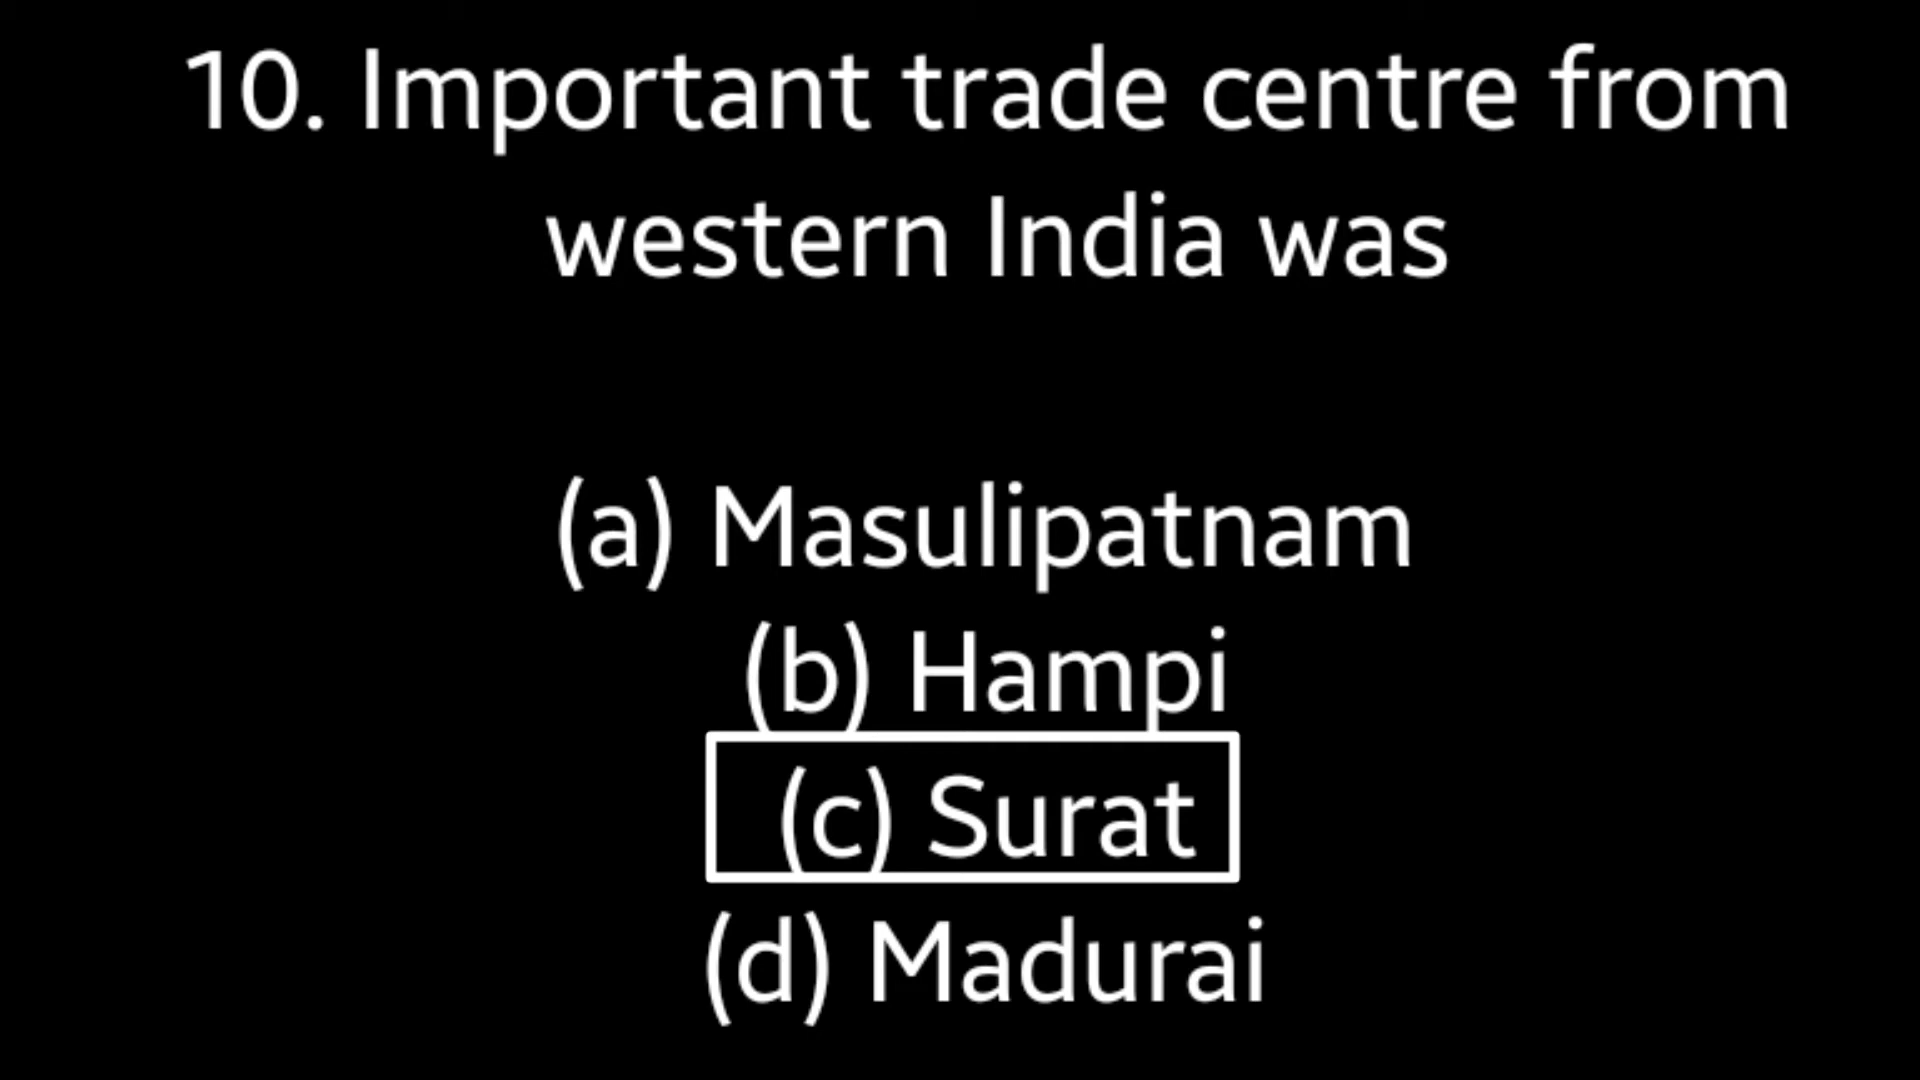 10. Important trade centre from
western India was
(a) Masulipatnam
(b) Hampi
(c) Surat
(d) Madurai